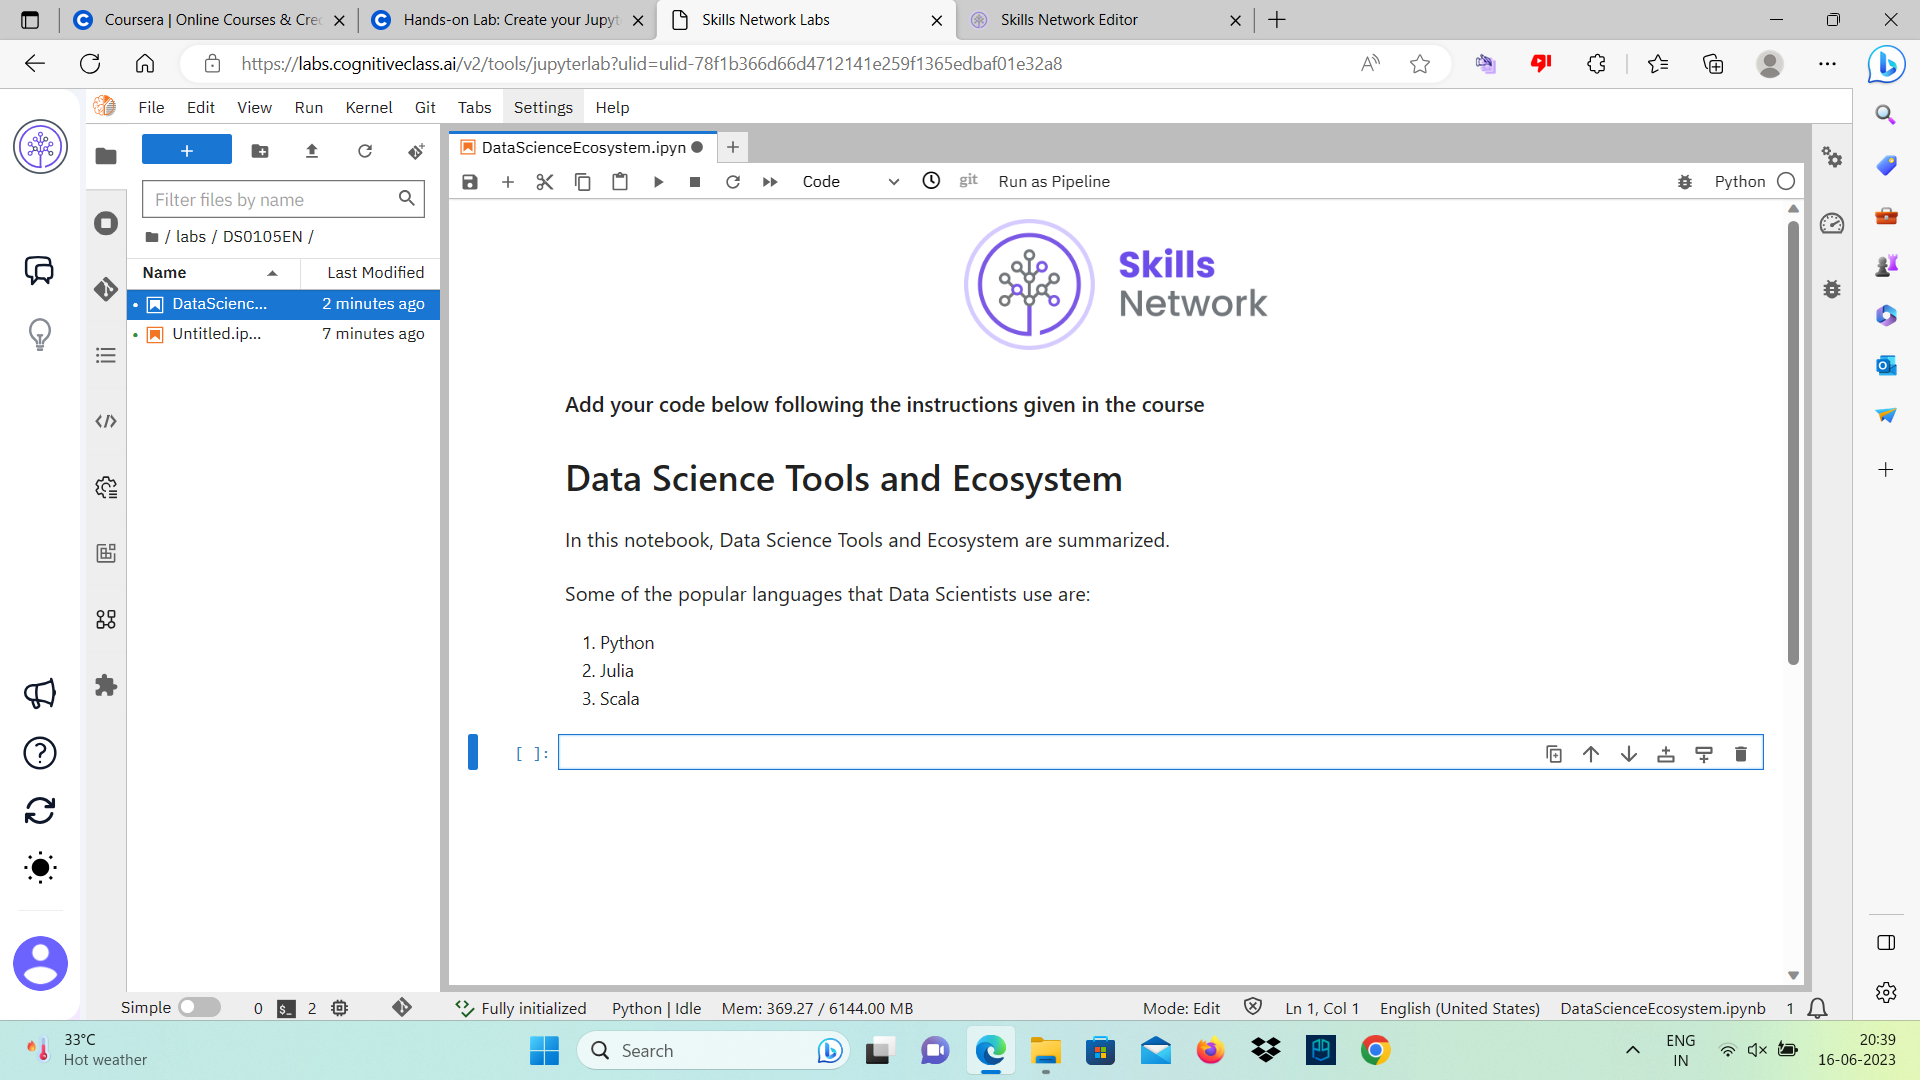 Coursera | Online Courses & Crec
Hands-on Lab: Create your Jupyt
Skills Network Labs
Skills Network Editor
https://labs.cognitiveclass.ai/v2/tools/jupyterlab?ulid=ulid-78f1b366d66d4712141e259f1365edbaf01e32a8
File Edit View Run Kernel Git Tabs Settings Help
DataScienceEcosystem.ipyn
Code
git
Run as Pipeline
Python
Filter files by name
/ labs / DS0105EN /
Name Last Modified
DataScienc... 2 minutes ago
Untitled.ip... 7 minutes ago
Skills
Network
Add your code below following the instructions given in the course
Data Science Tools and Ecosystem
In this notebook, Data Science Tools and Ecosystem are summarized.
Some of the popular languages that Data Scientists use are:
1. Python
2. Julia
3. Scala
[ ]:
Simple 0 $_ 2 Fully initialized Python | Idle Mem: 369.27 / 6144.00 MB Mode: Edit Ln 1, Col 1 English (United States) DataScienceEcosystem.ipynb 1
33°C
Hot weather
Search
ENG
IN
20:39
16-06-2023